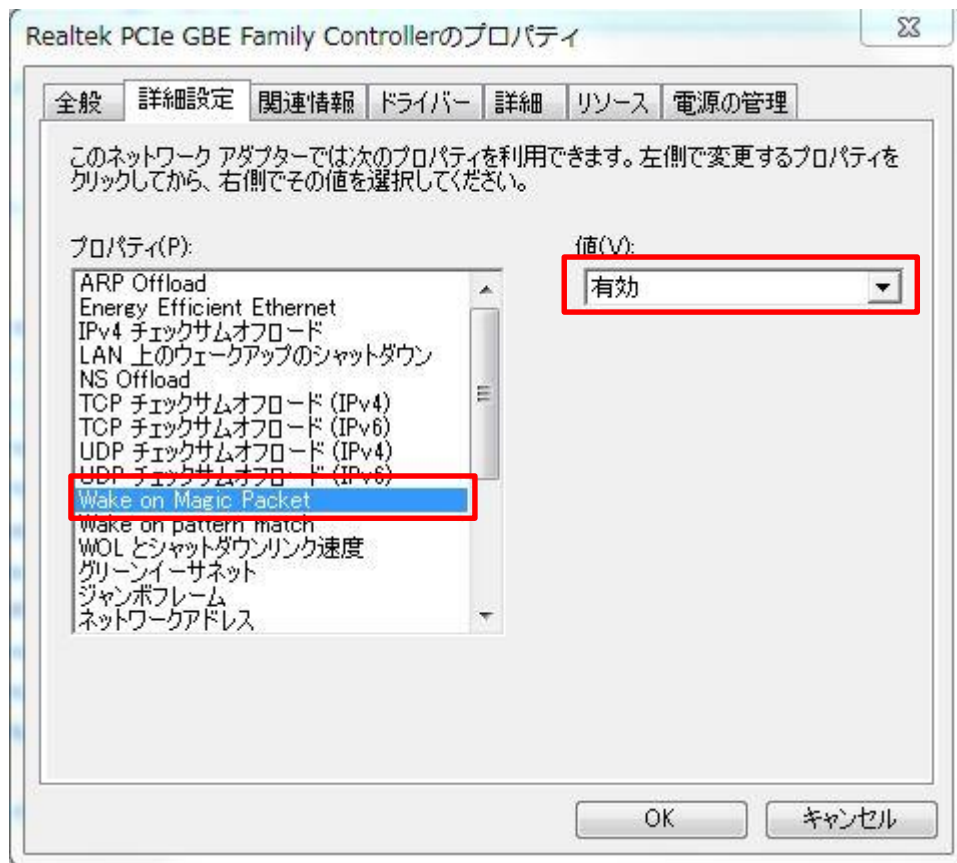 Realtek PCIe GBE Family Controllerのプロパティ
全般 詳細設定 関連情報 ドライバー 詳細 リソース 電源の管理
このネットワーク アダプターでは次のプロパティを利用できます。左側で変更するプロパティを
クリックしてから、右側でその値を選択してください。
プロパティ(P):
ARP Offload
Energy Efficient Ethernet
IPv4 チェックサムオフロード
LAN 上のウェークアップのシャットダウン
NS Offload
TCP チェックサムオフロード (IPv4)
TCP チェックサムオフロード (IPv6)
UDP チェックサムオフロード (IPv4)
UDP チェックサムオフロード (IPv6)
Wake on Magic Packet
Wake on pattern match
WOL とシャットダウンリンク速度
グリーンイーサネット
ジャンボフレーム
ネットワークアドレス
値(V):
有効
OK キャンセル